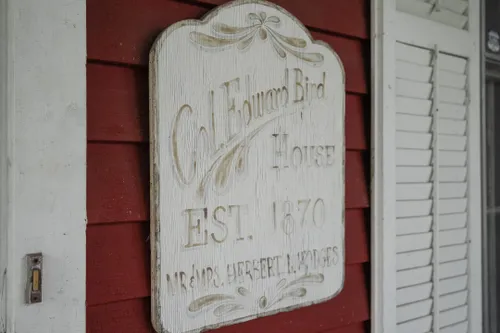 Col Edward Bird
House
EST. 1870
MR & MRS. HERBERT L. HODGES